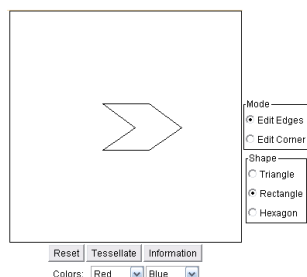 Mode
Edit Edges
Edit Corner
Shape
Triangle
Rectangle
Hexagon
Reset Tessellate Information
Colors: Red Blue